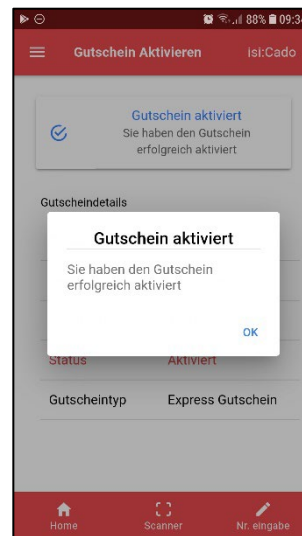 88% 09:34
Gutschein Aktivieren isi:Cado
Gutschein aktiviert
Sie haben den Gutschein
erfolgreich aktiviert
Gutscheindetails
Gutschein aktiviert
Sie haben den Gutschein
erfolgreich aktiviert
OK
Status Aktiviert
Gutscheintyp Express Gutschein
Home Scanner Nr. eingabe